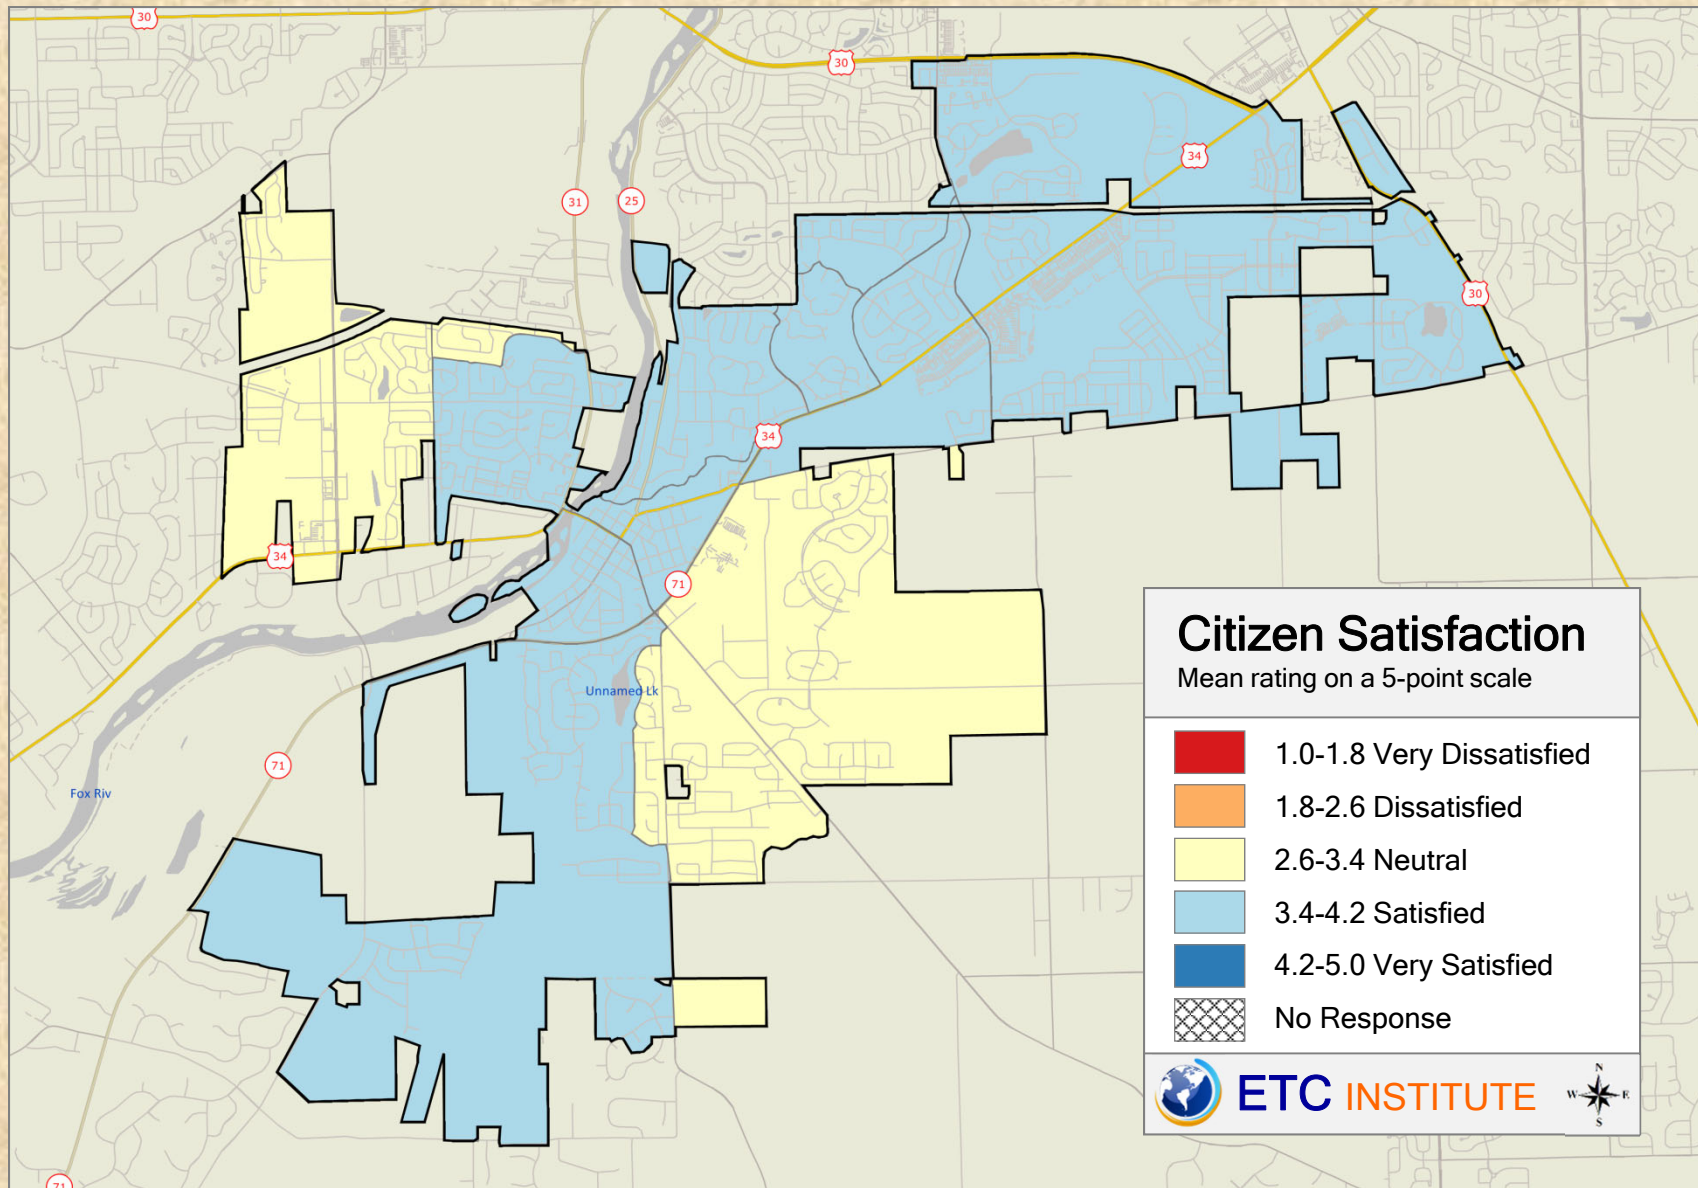 30
30
34
31
25
30
34
34
71
Unnamed Lk
71
Fox Riv
71
Citizen Satisfaction
Mean rating on a 5-point scale
1.0-1.8 Very Dissatisfied
1.8-2.6 Dissatisfied
2.6-3.4 Neutral
3.4-4.2 Satisfied
4.2-5.0 Very Satisfied
No Response
ETC INSTITUTE
N
W E
S